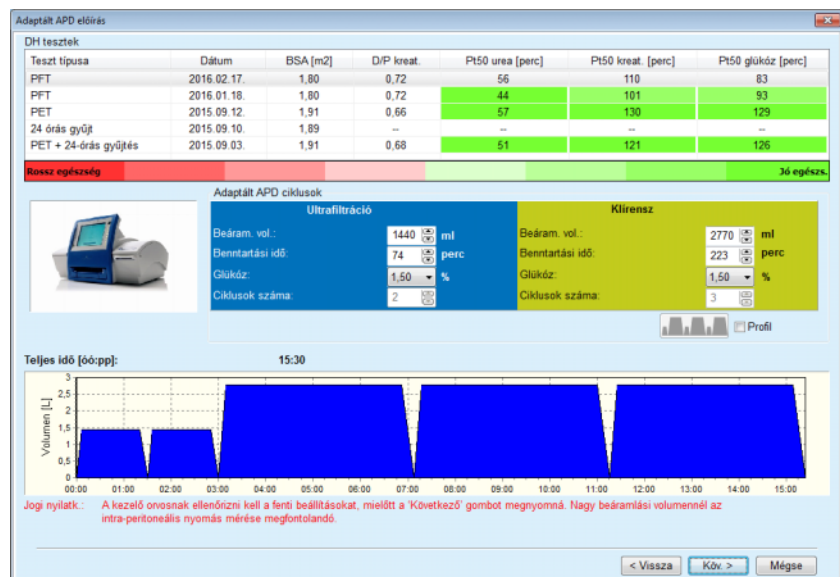 Adaptált APD előírás
DH tesztek
Teszt típusa Dátum BSA [m2] D/P kreat. Pt50 urea [perc] Pt50 kreat. [perc] Pt50 glükóz [perc]
PFT 2016.02.17. 1,80 0,72 56 110 83
PFT 2016.01.18. 1,80 0,72 44 101 93
PET 2015.09.12. 1,91 0,66 57 130 129
24 órás gyűjt 2015.09.10. 1,89 -- -- -- --
PET + 24-órás gyűjtés 2015.09.03. 1,91 0,68 51 121 126
Rossz egészség Jó egészs.
Adaptált APD ciklusok
Ultrafiltráció Klírensz
Beáram. vol.: 1440 ml Beáram. vol.: 2770 ml
Benntartási idő: 74 perc Benntartási idő: 223 perc
Glükóz: 1,50 % Glükóz: 1,50 %
Ciklusok száma: 2 Ciklusok száma: 3
Profil
Teljes idő [óó:pp]: 15:30
Volumen [L]
3
2,5
2
1,5
1
0,5
0
00:00 01:00 02:00 03:00 04:00 05:00 06:00 07:00 08:00 09:00 10:00 11:00 12:00 13:00 14:00 15:00
Jogi nyilatk.: A kezelő orvosnak ellenőrizni kell a fenti beállításokat, mielőtt a 'Következő' gombot megnyomná. Nagy beáramlási volumennél az
intra-peritoneális nyomás mérése megfontolandó.
< Vissza Köv. > Mégse